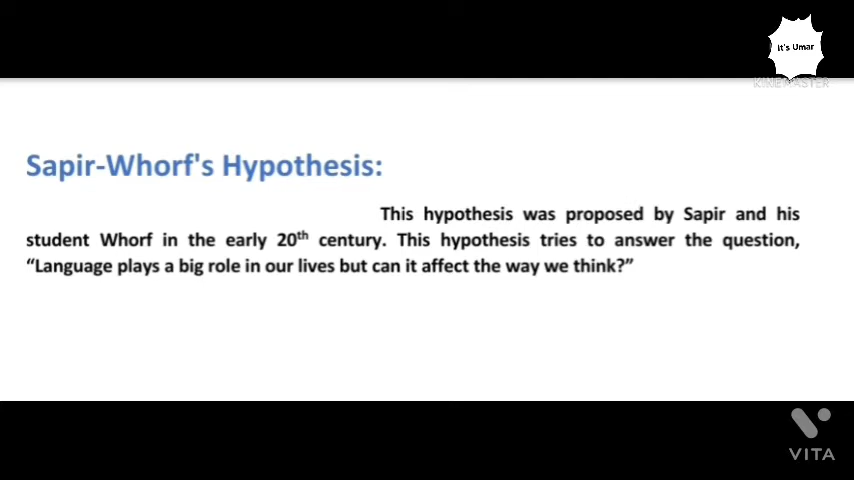 It's Umar
KINEMASTER
Sapir-Whorf's Hypothesis:
This hypothesis was proposed by Sapir and his
student Whorf in the early 20th century. This hypothesis tries to answer the question,
“Language plays a big role in our lives but can it affect the way we think?”
VITA